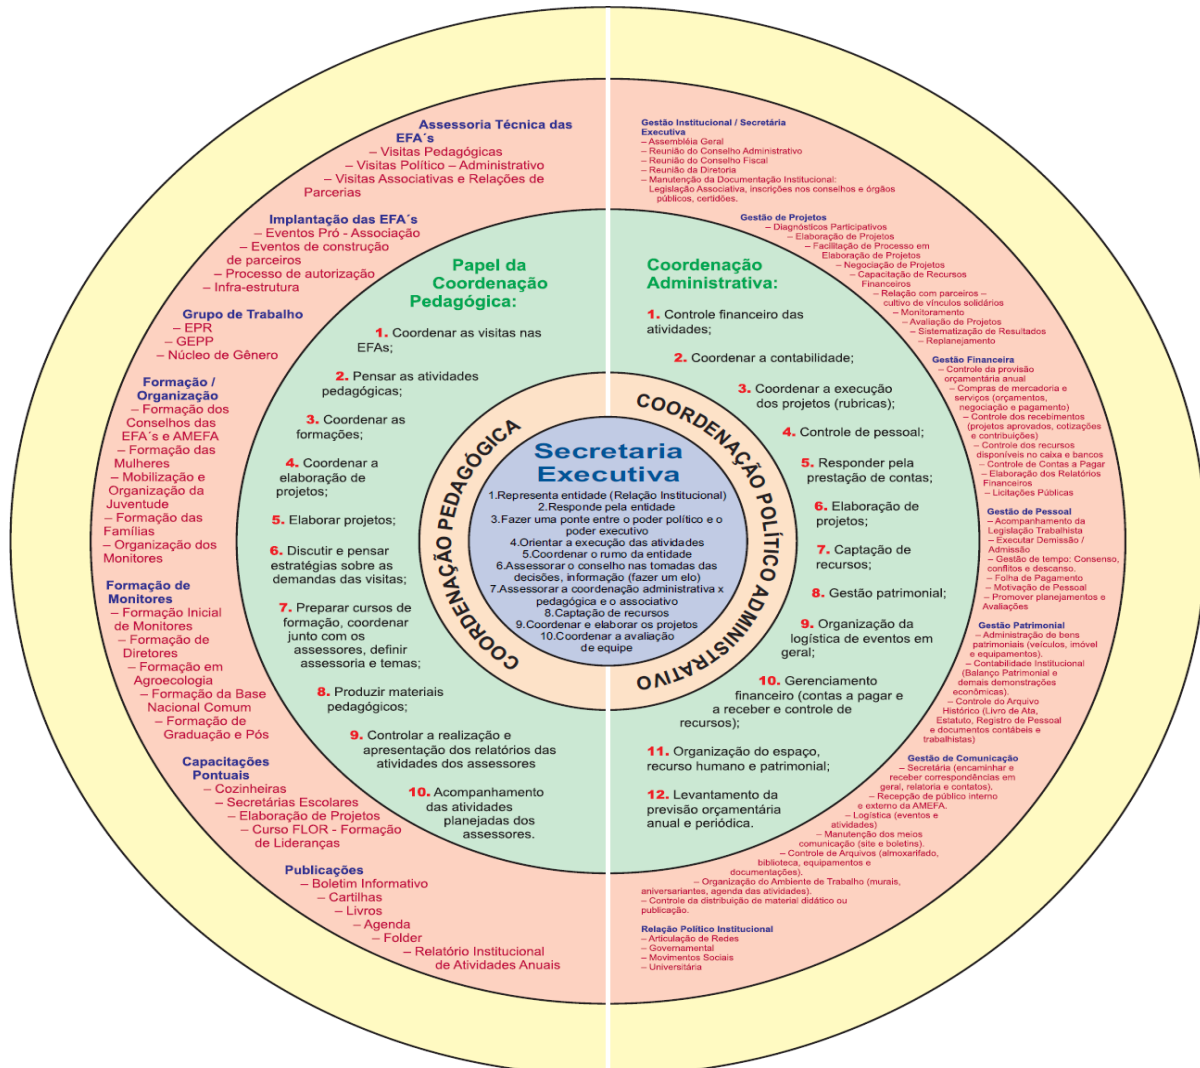 Assessoria Técnica das
EFA´s
– Visitas Pedagógicas
– Visitas Político – Administrativo
– Visitas Associativas e Relações de
Parcerias
Implantação das EFA´s
– Eventos Pró - Associação
– Eventos de construção
de parceiros
– Processo de autorização
– Infra-estrutura
Grupo de Trabalho
– EPR
– GEPP
– Núcleo de Gênero
Formação /
Organização
– Formação dos
Conselhos das
EFA´s e AMEFA
– Formação das
Mulheres
– Mobilização e
Organização da
Juventude
– Formação das
Famílias
– Organização dos
Monitores
Formação de
Monitores
– Formação Inicial
de Monitores
– Formação de
Diretores
– Formação em
Agroecologia
– Formação da Base
Nacional Comum
– Formação de
Graduação e Pós
Capacitações
Pontuais
– Cozinheiras
– Secretárias Escolares
– Elaboração de Projetos
– Curso FLOR - Formação
de Lideranças
Publicações
– Boletim Informativo
– Cartilhas
– Livros
– Agenda
– Folder
– Relatório Institucional
de Atividades Anuais
Papel da
Coordenação
Pedagógica:
1. Coordenar as visitas nas
EFAs;
2. Pensar as atividades
pedagógicas;
3. Coordenar as
formações;
4. Coordenar a
elaboração de
projetos;
5. Elaborar projetos;
6. Discutir e pensar
estratégias sobre as
demandas das visitas;
7. Preparar cursos de
formação, coordenar
junto com os
assessores, definir
assessoria e temas;
8. Produzir materiais
pedagógicos;
9. Controlar a realização e
apresentação dos relatórios das
atividades dos assessores
10. Acompanhamento
das atividades
planejadas dos
assessores.
COORDENAÇÃO PEDAGÓGICA
Secretaria
Executiva
1.Representa entidade (Relação Institucional)
2.Responde pela entidade
3.Fazer uma ponte entre o poder político e o
poder executivo
4.Orientar a execução das atividades
5.Coordenar o rumo da entidade
6.Assessorar o conselho nas tomadas das
decisões, informação (fazer um elo)
7.Assessorar a coordenação administrativa x
pedagógica e o associativo
8.Captação de recursos
9.Coordenar e elaborar os projetos
10.Coordenar a avaliação
de equipe
COORDENAÇÃO POLÍTICO ADMINISTRATIVO
Coordenação
Administrativa:
1. Controle financeiro das
atividades;
2. Coordenar a contabilidade;
3. Coordenar a execução
dos projetos (rubricas);
4. Controle de pessoal;
5. Responder pela
prestação de contas;
6. Elaboração de
projetos;
7. Captação de
recursos;
8. Gestão patrimonial;
9. Organização da
logística de eventos em
geral;
10. Gerenciamento
financeiro (contas a pagar e
a receber e controle de
recursos);
11. Organização do espaço,
recurso humano e patrimonial;
12. Levantamento da
previsão orçamentária
anual e periódica.
Gestão Institucional / Secretária
Executiva
– Assembléia Geral
– Reunião do Conselho Administrativo
– Reunião do Conselho Fiscal
– Reunião da Diretoria
– Manutenção da Documentação Institucional:
Legislação Associativa, inscrições nos conselhos e órgãos
públicos, certidões.
Gestão de Projetos
– Diagnósticos Participativos
– Elaboração de Projetos
– Facilitação de Processo em
Elaboração de Projetos
– Negociação de Projetos
– Capacitação de Recursos
Financeiros
– Relação com parceiros –
cultivo de vínculos solidários
– Monitoramento
– Avaliação de Projetos
– Sistematização de Resultados
– Replanejamento
Gestão Financeira
– Controle da provisão
orçamentária anual
– Compras de mercadoria e
serviços (orçamentos,
negociação e pagamento)
– Controle dos recebimentos
(projetos aprovados, cotizações
e contribuições)
– Controle dos recursos
disponíveis no caixa e bancos
– Controle de Contas a Pagar
– Elaboração dos Relatórios
Financeiros
– Licitações Públicas
Gestão de Pessoal
– Acompanhamento da
Legislação Trabalhista
– Executar Demissão /
Admissão
– Gestão de tempo: Consenso,
conflitos e descanso.
– Folha de Pagamento
– Motivação de Pessoal
– Promover planejamentos e
Avaliações
Gestão Patrimonial
– Administração de bens
patrimoniais (veículos, imóvel
e equipamentos).
– Contabilidade Institucional
(Balanço Patrimonial e
demais demonstrações
econômicas).
– Controle do Arquivo
Histórico (Livro de Ata,
Estatuto, Registro de Pessoal
e documentos contábeis e
trabalhistas)
Gestão de Comunicação
– Secretária (encaminhar e
receber correspondências em
geral, relatoria e contatos).
– Recepção de público interno
e externo da AMEFA.
– Logística (eventos e
atividades)
– Manutenção dos meios
comunicação (site e boletins).
– Controle de Arquivos (almoxarifado,
biblioteca, equipamentos e
documentações).
– Organização do Ambiente de Trabalho (murais,
aniversariantes, agenda das atividades).
– Controle da distribuição de material didático ou
publicação.
Relação Político Institucional
– Articulação de Redes
– Governamental
– Movimentos Sociais
– Universitária